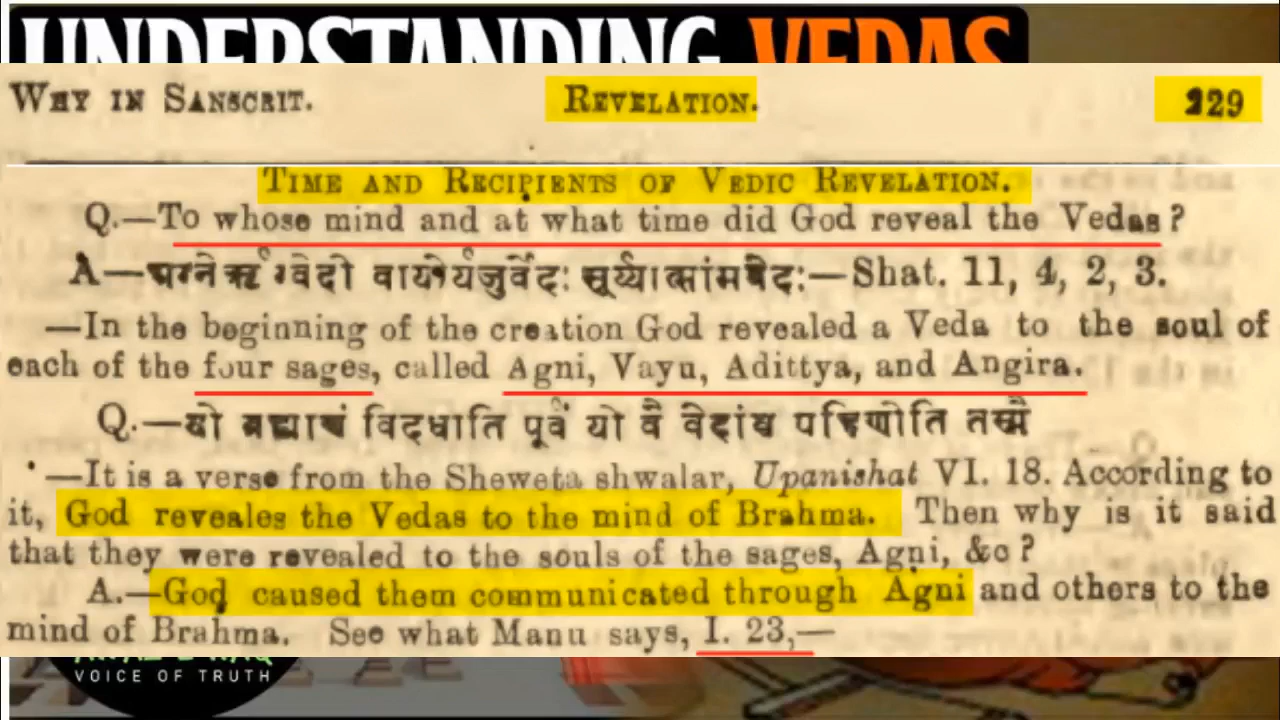 UNDERSTANDING VEDAS
WHY IN SANSCRIT. REVELATION. 229
TIME AND RECIPIENTS OF VEDIC REVELATION.
Q.—To whose mind and at what time did God reveal the Vedas?
A—अग्नेर्ऋग्वेदो वायोर्यजुर्वेदः सूर्य्यात्सामवेदः—Shat. 11, 4, 2, 3.
—In the beginning of the creation God revealed a Veda to the soul of
each of the four sages, called Agni, Vayu, Adittya, and Angira.
Q.—यो ब्रह्माणं विदधाति पूर्वं यो वै वेदांश्च प्रहिणोति तस्मै
—It is a verse from the Sheweta shwalar, Upanishat VI. 18. According to
it, God reveales the Vedas to the mind of Brahma. Then why is it said
that they were revealed to the souls of the sages, Agni, &c?
A.—God caused them communicated through Agni and others to the
mind of Brahma. See what Manu says, I. 23,—
VOICE OF TRUTH